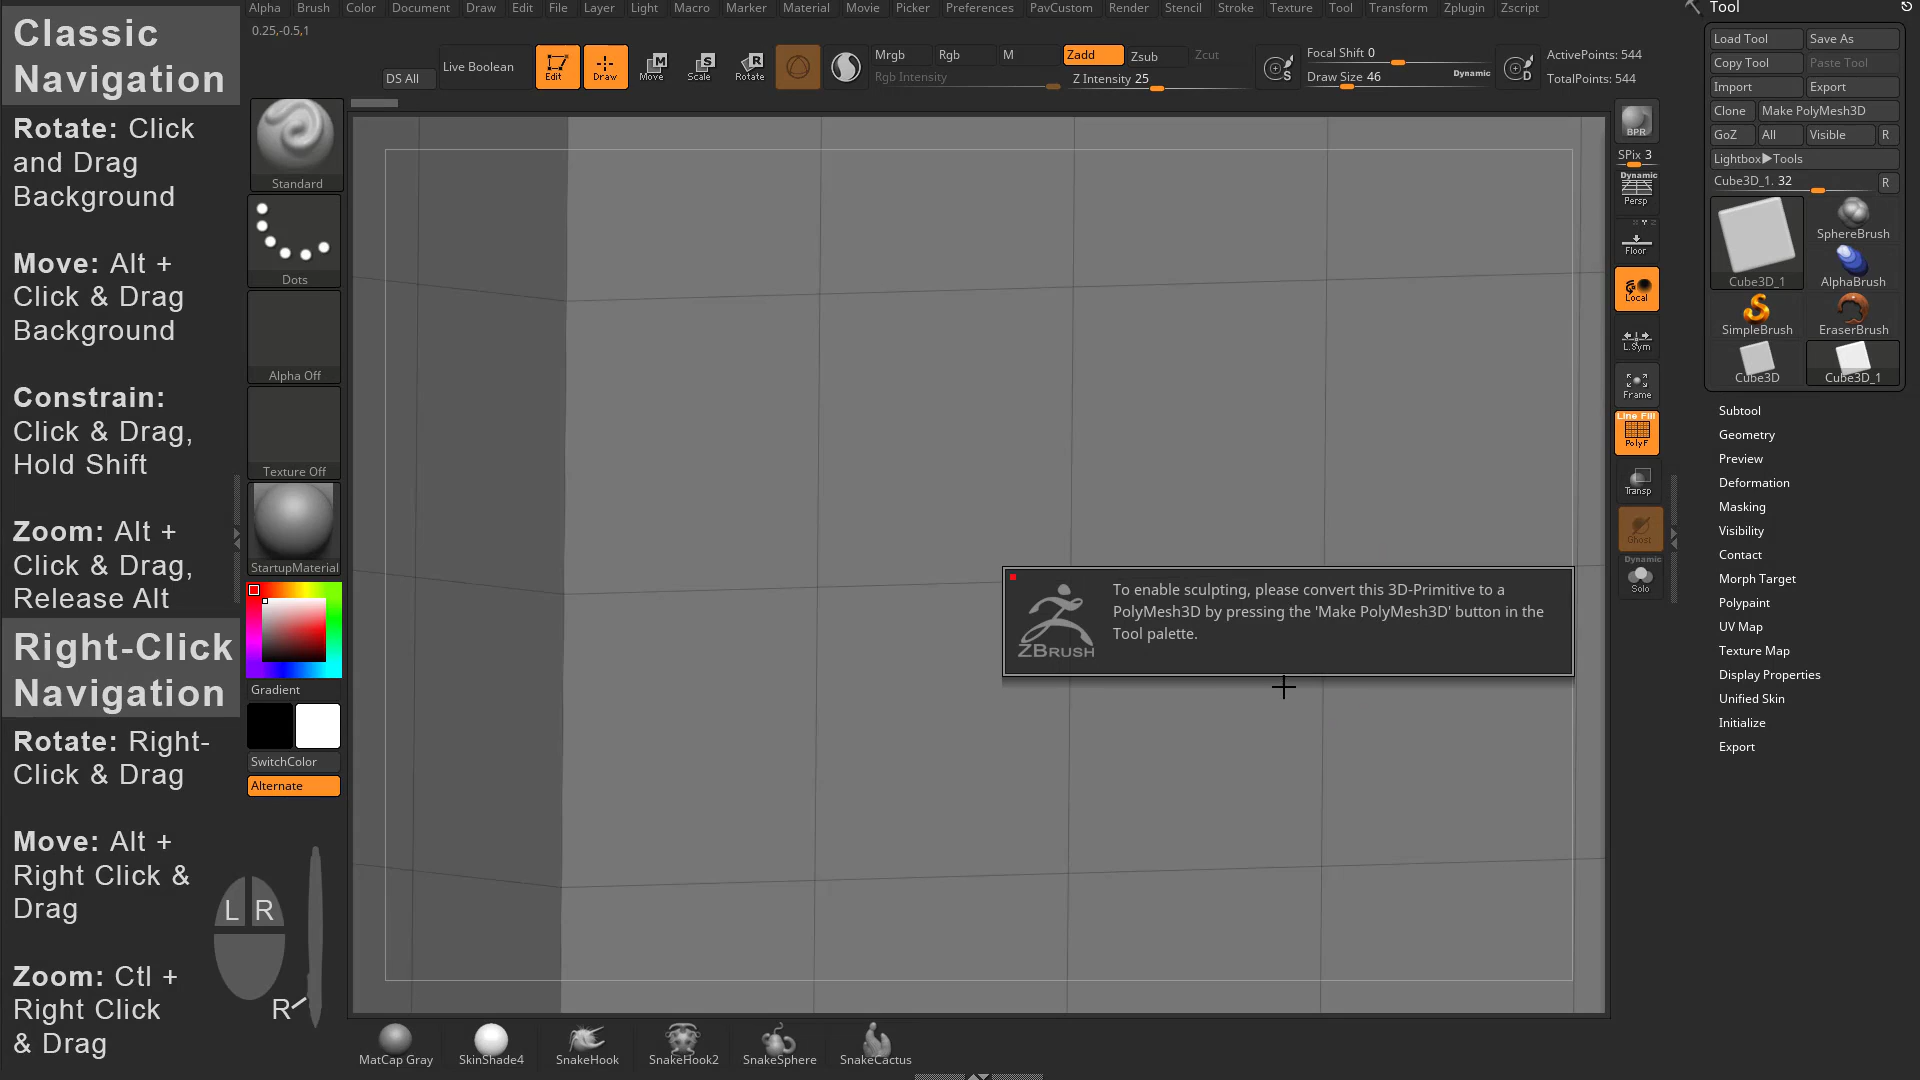 Classic
Navigation
Rotate: Click
and Drag
Background
Move: Alt +
Click & Drag
Background
Constrain:
Click & Drag,
Hold Shift
Zoom: Alt +
Click & Drag,
Release Alt
Right-Click
Navigation
Rotate: Right-
Click & Drag
Move: Alt +
Right Click &
Drag
Zoom: Ctl +
Right Click
& Drag
L R
R
Alpha Brush Color Document Draw Edit File Layer Light Macro Marker Material Movie Picker Preferences PavCustom Render Stencil Stroke Texture Tool Transform Zplugin Zscript
0.25,-0.5,1
DS All
Live Boolean
Edit
Draw
Move
Scale
Rotate
Mrgb Rgb M
Rgb Intensity
Zadd Zsub Zcut
Z Intensity 25
S
Focal Shift 0
Draw Size 46
Dynamic
D
ActivePoints: 544
TotalPoints: 544
Standard
Dots
Alpha Off
Texture Off
StartupMaterial
Gradient
SwitchColor
Alternate
To enable sculpting, please convert this 3D-Primitive to a
PolyMesh3D by pressing the 'Make PolyMesh3D' button in the
Tool palette.
ZBRUSH
BPR
SPix 3
Dynamic
Persp
Floor
Local
L.Sym
Frame
Line Fill
PolyF
Transp
Ghost
Dynamic
Solo
Tool
Load Tool Save As
Copy Tool Paste Tool
Import Export
Clone Make PolyMesh3D
GoZ All Visible R
Lightbox▶Tools
Cube3D_1. 32 R
Cube3D_1
SphereBrush
AlphaBrush
SimpleBrush EraserBrush
Cube3D Cube3D_1
Subtool
Geometry
Preview
Deformation
Masking
Visibility
Contact
Morph Target
Polypaint
UV Map
Texture Map
Display Properties
Unified Skin
Initialize
Export
MatCap Gray SkinShade4 SnakeHook SnakeHook2 SnakeSphere SnakeCactus